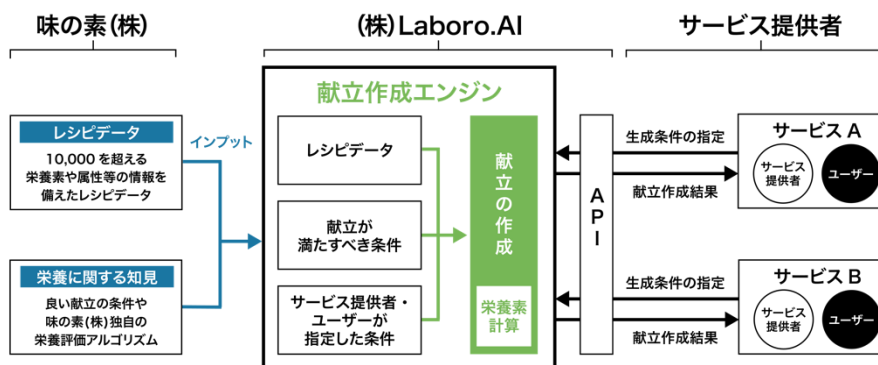 味の素(株)
(株)Laboro.AI
サービス提供者
レシピデータ
10,000を超える
栄養素や属性等の情報を
備えたレシピデータ
栄養に関する知見
良い献立の条件や
味の素(株)独自の
栄養評価アルゴリズム
インプット
献立作成エンジン
レシピデータ
献立が
満たすべき条件
サービス提供者・
ユーザーが
指定した条件
献立の作成
栄養素
計算
API
生成条件の指定
献立作成結果
サービスA
サービス
提供者
ユーザー
生成条件の指定
献立作成結果
サービスB
サービス
提供者
ユーザー